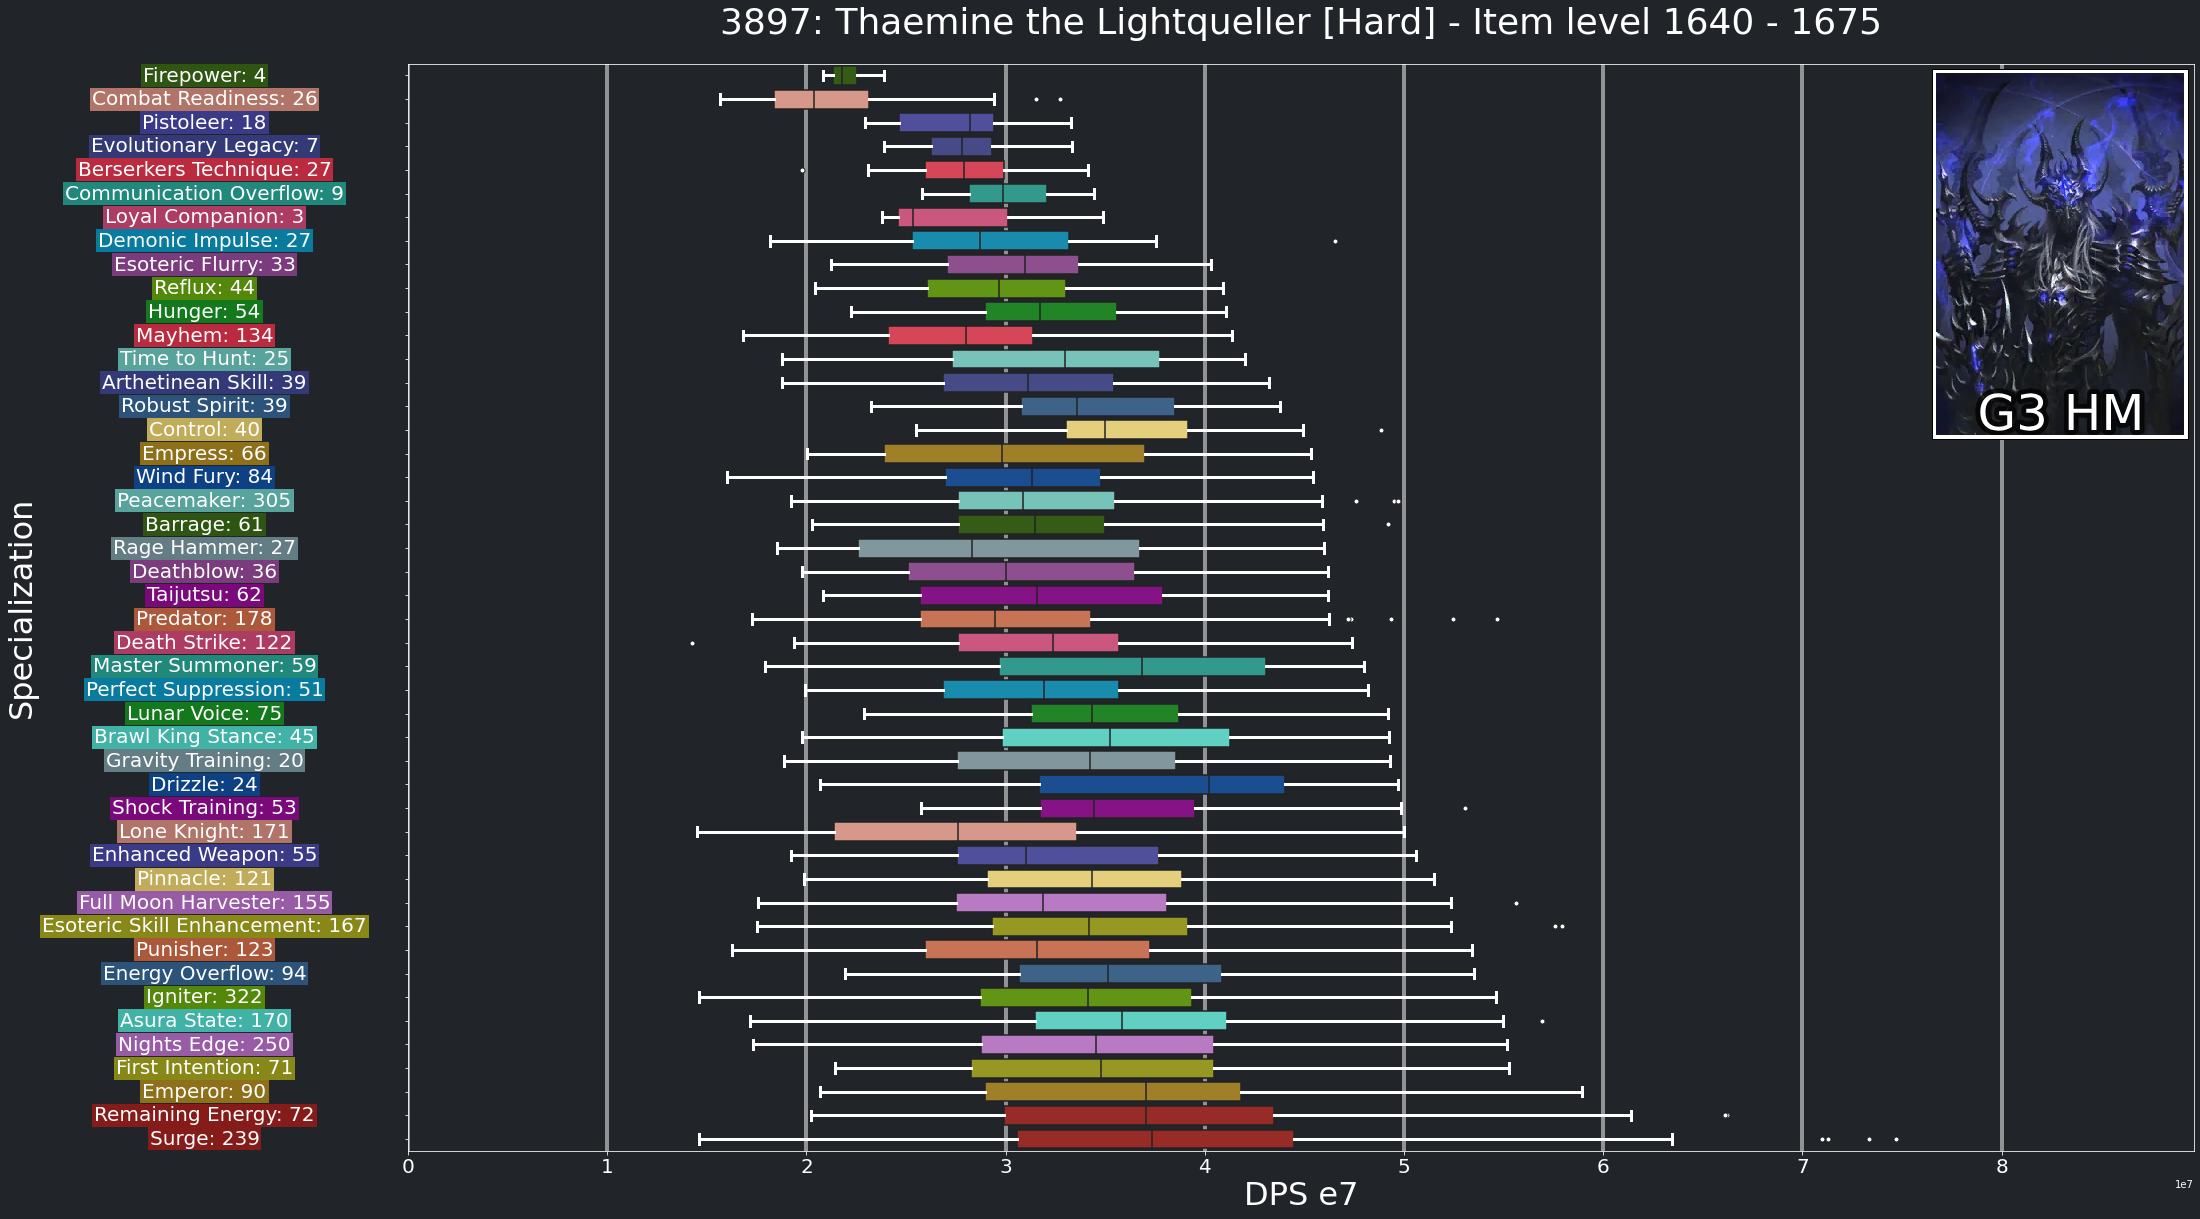 3897: Thaemine the Lightqueller [Hard] - Item level 1640 - 1675
Firepower: 4
Combat Readiness: 26
Pistoleer: 18
Evolutionary Legacy: 7
Berserkers Technique: 27
Communication Overflow: 9
Loyal Companion: 3
Demonic Impulse: 27
Esoteric Flurry: 33
Reflux: 44
Hunger: 54
Mayhem: 134
Time to Hunt: 25
Arthetinean Skill: 39
Robust Spirit: 39
Control: 40
Empress: 66
Wind Fury: 84
Peacemaker: 305
Barrage: 61
Rage Hammer: 27
Deathblow: 36
Taijutsu: 62
Predator: 178
Death Strike: 122
Master Summoner: 59
Perfect Suppression: 51
Lunar Voice: 75
Brawl King Stance: 45
Gravity Training: 20
Drizzle: 24
Shock Training: 53
Lone Knight: 171
Enhanced Weapon: 55
Pinnacle: 121
Full Moon Harvester: 155
Esoteric Skill Enhancement: 167
Punisher: 123
Energy Overflow: 94
Igniter: 322
Asura State: 170
Nights Edge: 250
First Intention: 71
Emperor: 90
Remaining Energy: 72
Surge: 239
Specialization
G3 HM
0 1 2 3 4 5 6 7 8
DPS e7
1e7